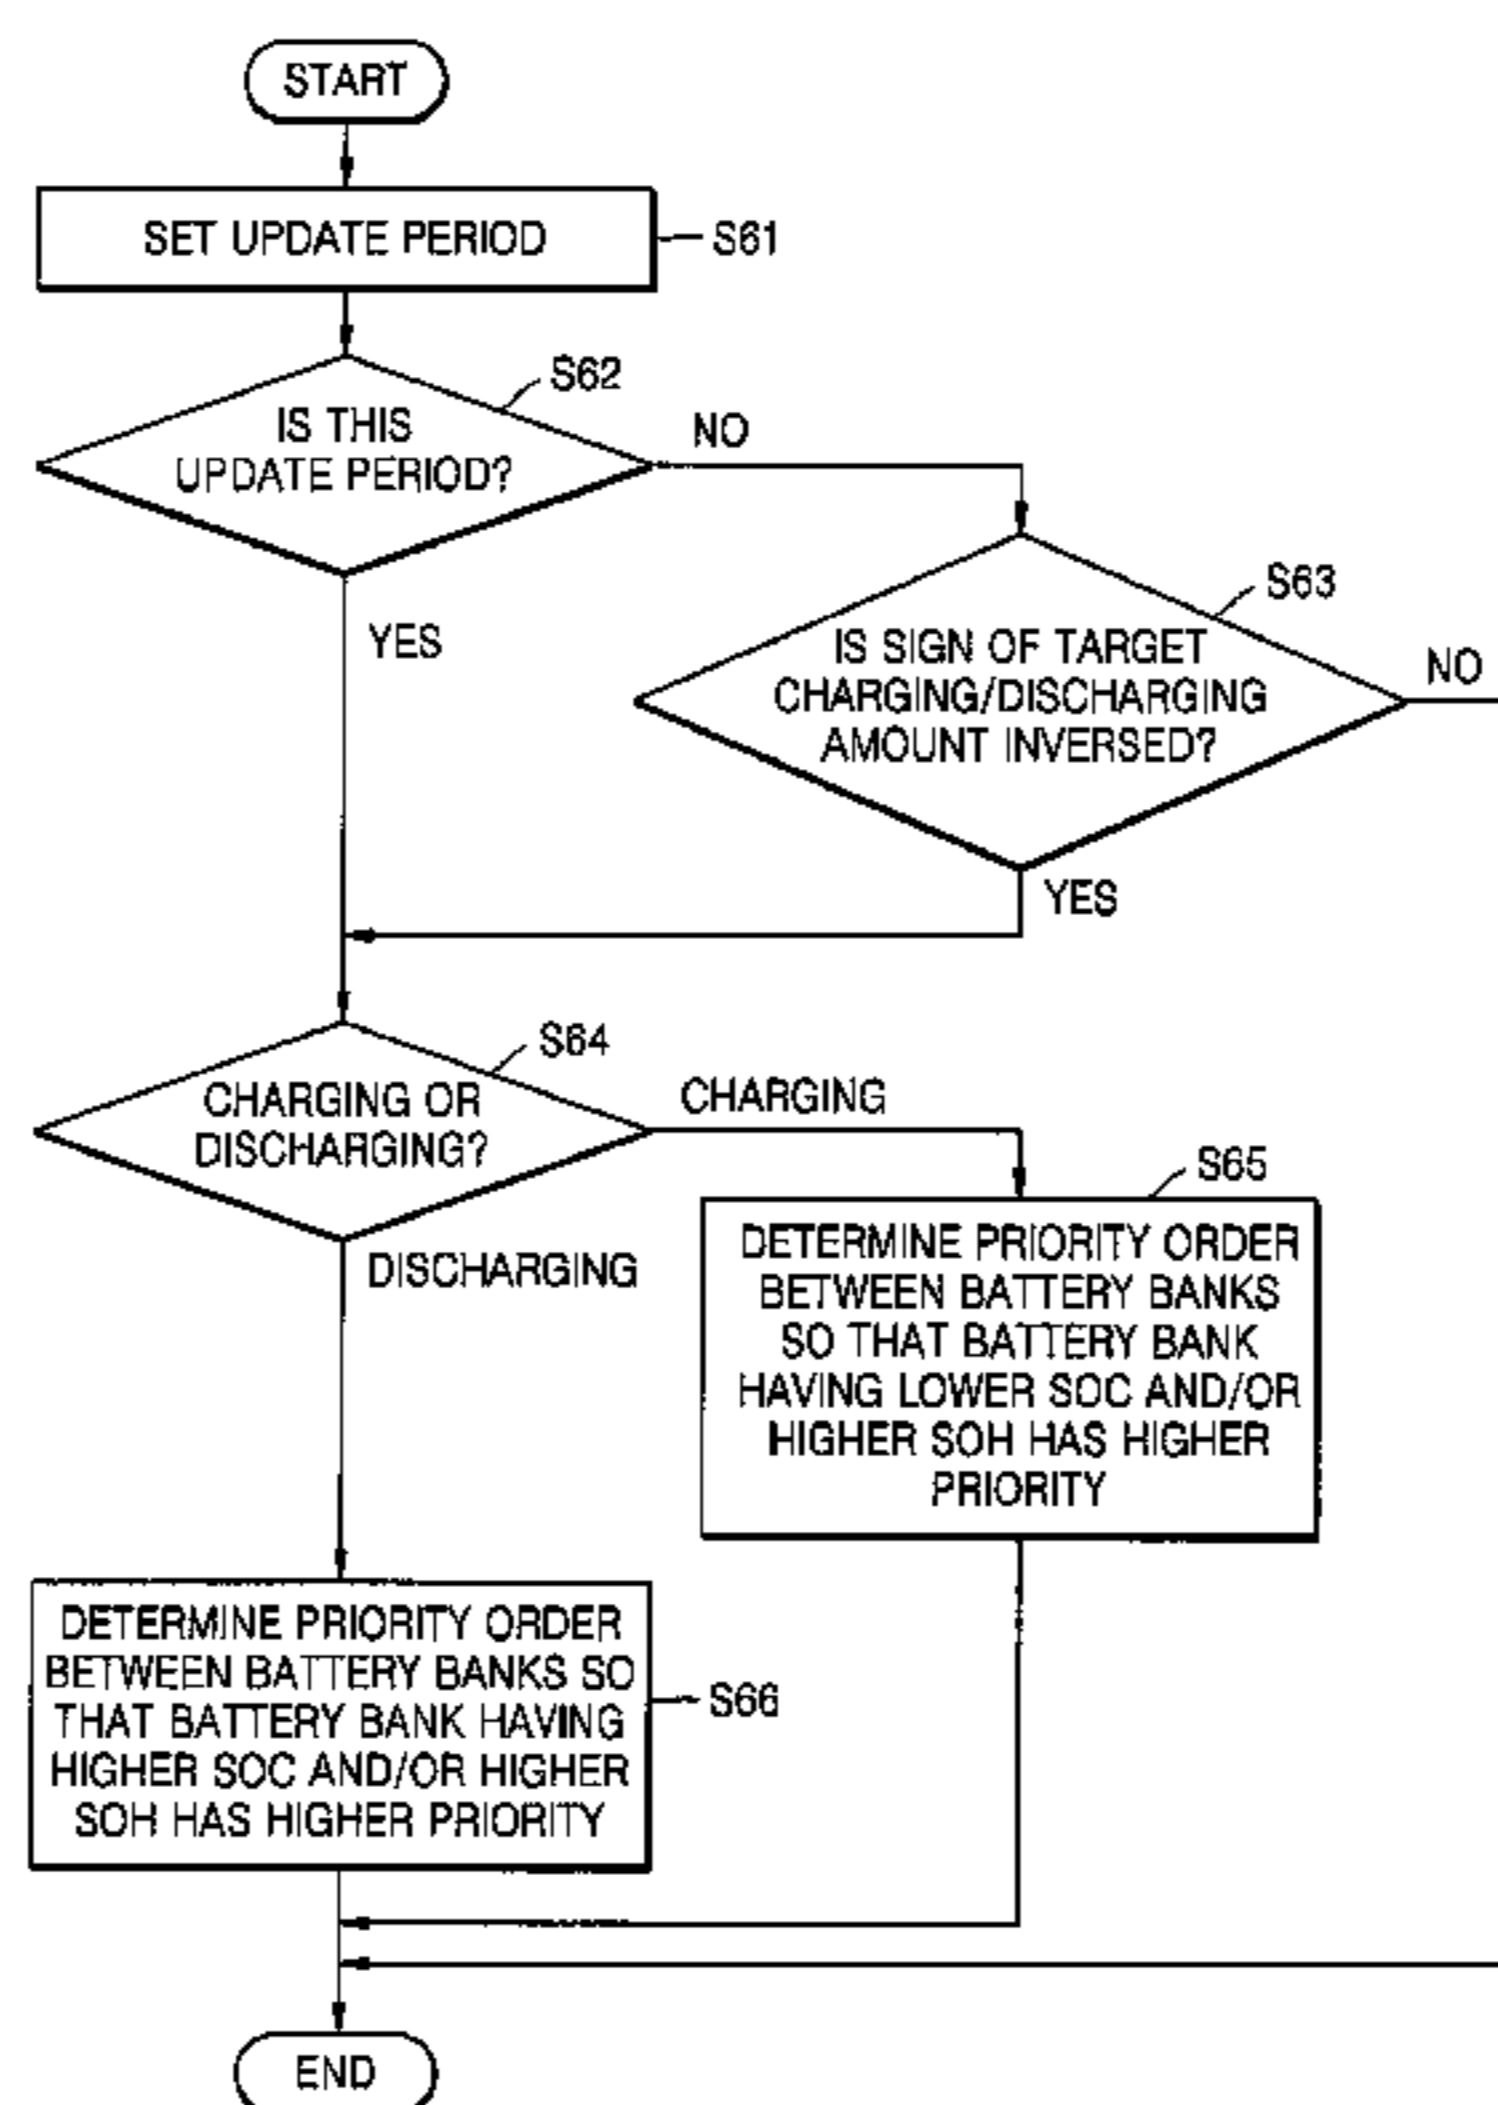 START
SET UPDATE PERIOD
S61
S62
IS THIS
UPDATE PERIOD?
NO
YES
S63
IS SIGN OF TARGET
CHARGING/DISCHARGING
AMOUNT INVERSED?
NO
YES
S64
CHARGING OR
DISCHARGING?
CHARGING
DISCHARGING
S65
DETERMINE PRIORITY ORDER
BETWEEN BATTERY BANKS
SO THAT BATTERY BANK
HAVING LOWER SOC AND/OR
HIGHER SOH HAS HIGHER
PRIORITY
DETERMINE PRIORITY ORDER
BETWEEN BATTERY BANKS SO
THAT BATTERY BANK HAVING
HIGHER SOC AND/OR HIGHER
SOH HAS HIGHER PRIORITY
S66
END